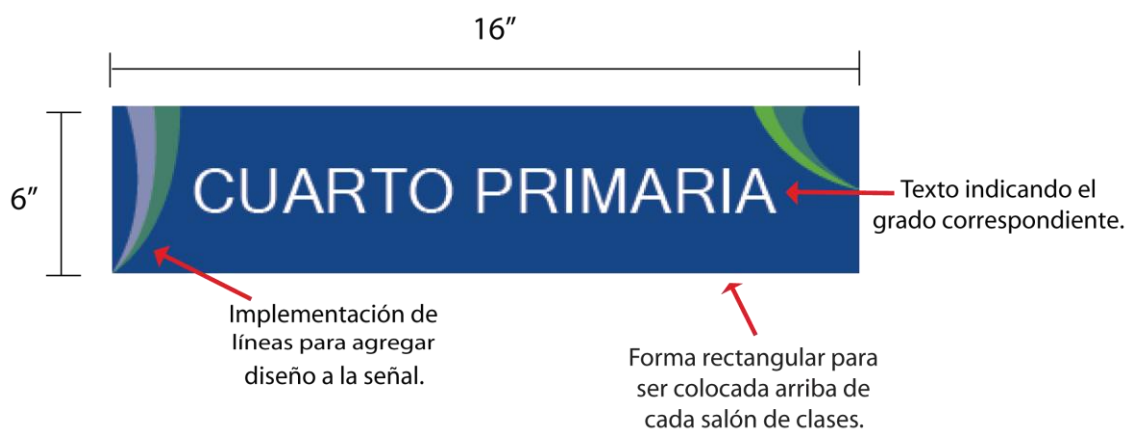 16”
6”
CUARTO PRIMARIA
Texto indicando el
grado correspondiente.
Implementación de
líneas para agregar
diseño a la señal.
Forma rectangular para
ser colocada arriba de
cada salón de clases.